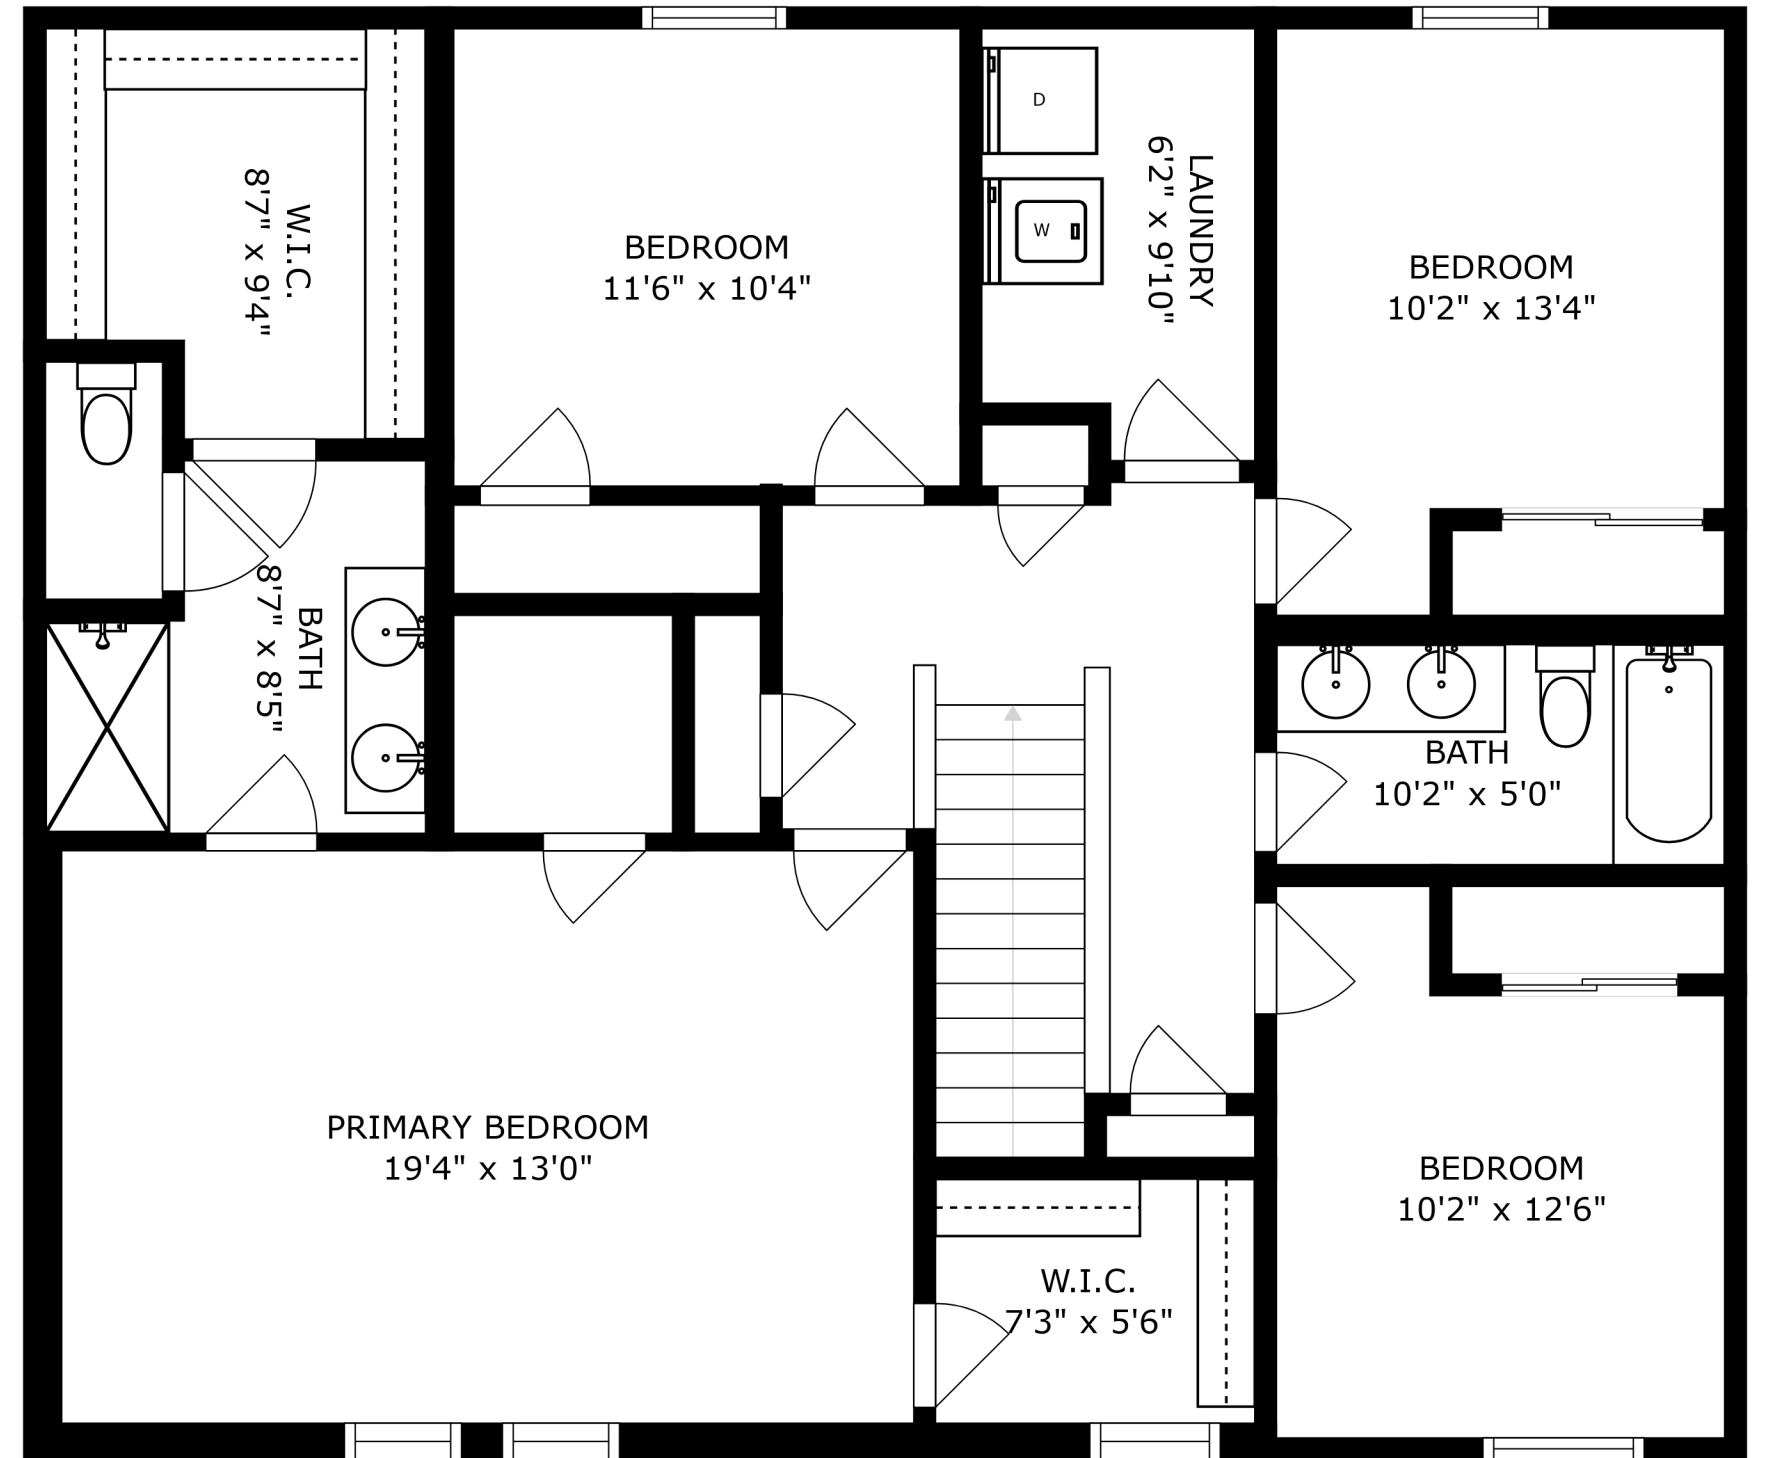 W.I.C.
8'7" x 9'4"
BEDROOM
11'6" x 10'4"
D
W
LAUNDRY
6'2" x 9'10"
BEDROOM
10'2" x 13'4"
BATH
8'7" x 8'5"
BATH
10'2" x 5'0"
PRIMARY BEDROOM
19'4" x 13'0"
BEDROOM
10'2" x 12'6"
W.I.C.
7'3" x 5'6"